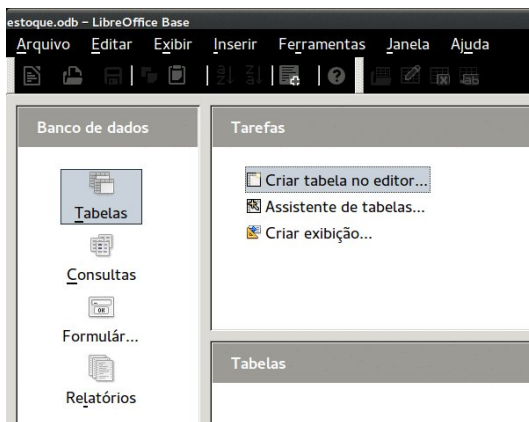 estoque.odb – LibreOffice Base
Arquivo Editar Exibir Inserir Ferramentas Janela Ajuda
Banco de dados
Tabelas
Consultas
Formulár...
Relatórios
Tarefas
Criar tabela no editor...
Assistente de tabelas...
Criar exibição...
Tabelas